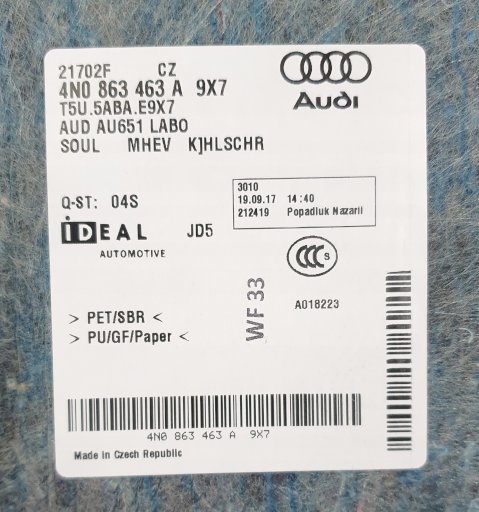 21702F CZ
4N0 863 463 A 9X7
T5U.5ABA.E9X7
AUD AU651 LABO
SOUL MHEV K]HLSCHR
Audi
Q-ST: 04S
3010
19.09.17 14:40
212419 Popadiuk Nazarii
iDEAL JD5
AUTOMOTIVE
CCC S
A018223
WF 33
> PET/SBR <
> PU/GF/Paper <
4N0 863 463 A 9X7
Made in Czech Republic